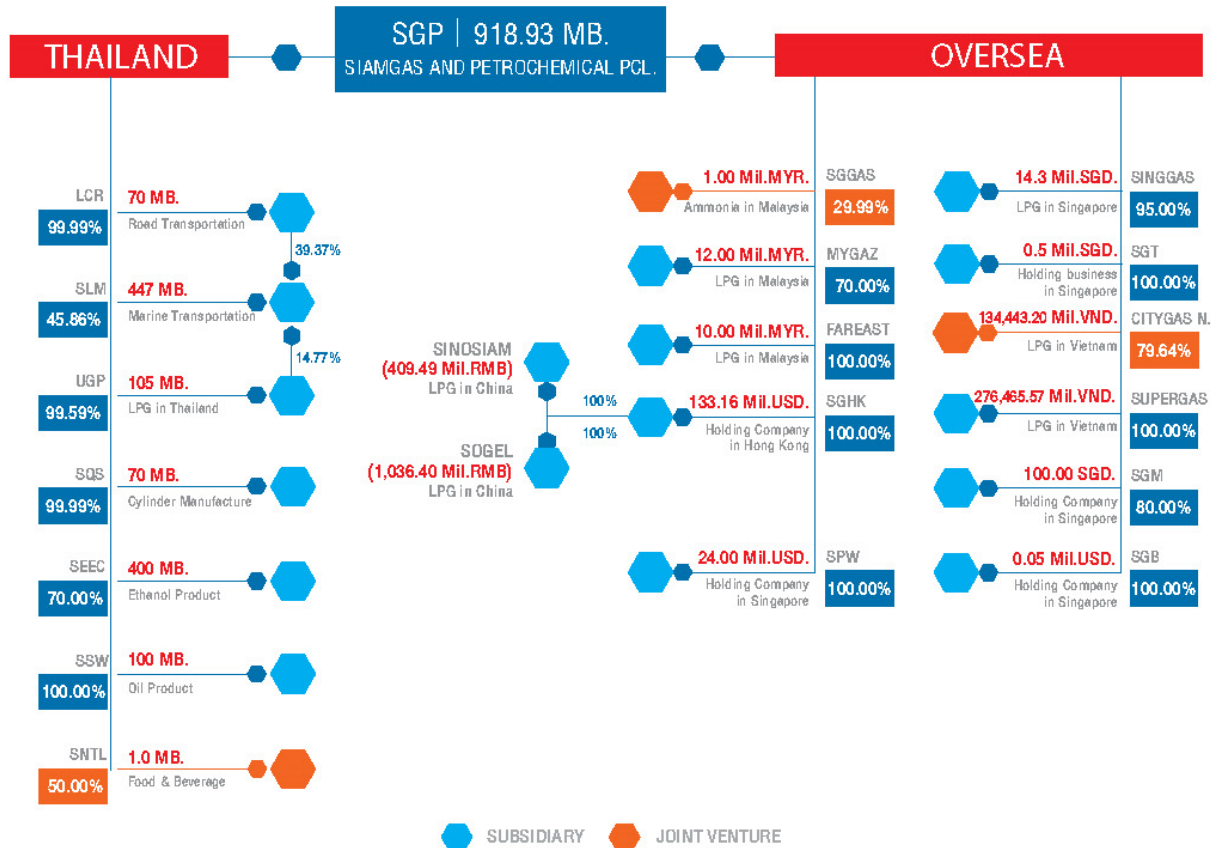 SGP | 918.93 MB.
SIAMGAS AND PETROCHEMICAL PCL.
THAILAND
OVERSEA
LCR
99.99%
70 MB.
Road Transportation
39.37%
SLM
45.86%
447 MB.
Marine Transportation
14.77%
UGP
99.59%
105 MB.
LPG in Thailand
SQS
99.99%
70 MB.
Cylinder Manufacture
SEEC
70.00%
400 MB.
Ethanol Product
SSW
100.00%
100 MB.
Oil Product
SNTL
50.00%
1.0 MB.
Food & Beverage
SINOSIAM
(409.49 Mil.RMB)
LPG in China
100%
100%
SOGEL
(1,036.40 Mil.RMB)
LPG in China
1.00 Mil.MYR.
Ammonia in Malaysia
SGGAS
29.99%
12.00 Mil.MYR.
LPG in Malaysia
MYGAZ
70.00%
10.00 Mil.MYR.
LPG in Malaysia
FAREAST
100.00%
133.16 Mil.USD.
Holding Company
in Hong Kong
SGHK
100.00%
24.00 Mil.USD.
Holding Company
in Singapore
SPW
100.00%
14.3 Mil.SGD.
LPG in Singapore
SINGGAS
95.00%
0.5 Mil.SGD.
Holding business
in Singapore
SGT
100.00%
134,443.20 Mil.VND.
LPG in Vietnam
CITYGAS N.
79.64%
276,465.57 Mil.VND.
LPG in Vietnam
SUPERGAS
100.00%
100.00 SGD.
Holding Company
in Singapore
SGM
80.00%
0.05 Mil.USD.
Holding Company
in Singapore
SGB
100.00%
SUBSIDIARY
JOINT VENTURE